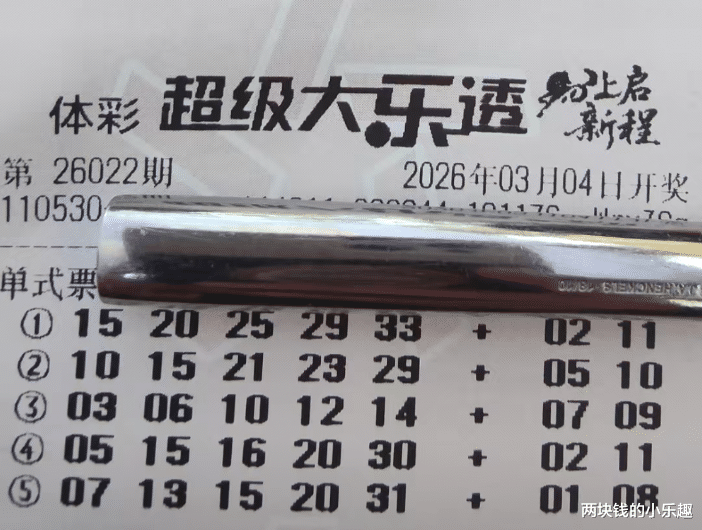 体彩 超级大乐透 马上启
新程
第 26022期 2026年03月04日开奖
110530
单式票
① 15 20 25 29 33 + 02 11
② 10 15 21 23 29 + 05 10
③ 03 06 10 12 14 + 07 09
④ 05 15 16 20 30 + 02 11
⑤ 07 13 15 20 31 + 01 08
两块钱的小乐趣